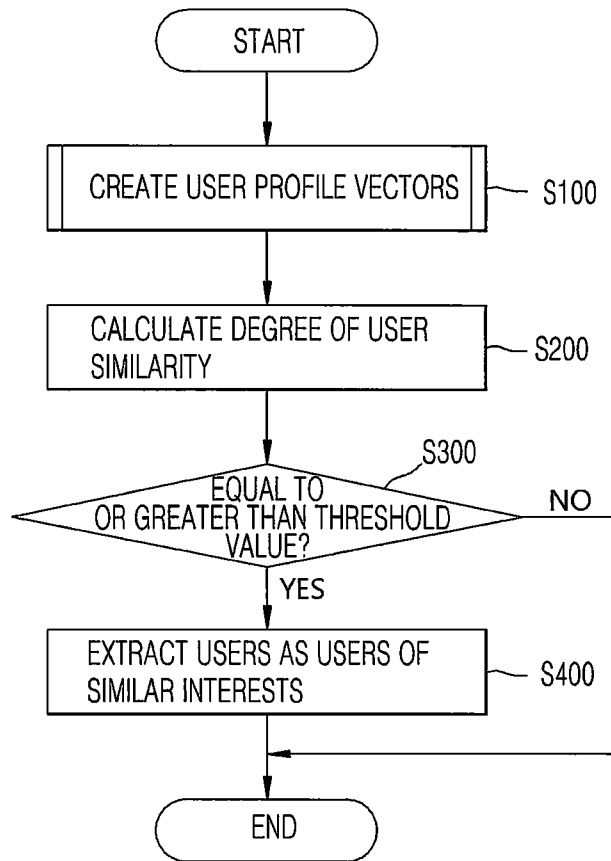 START
CREATE USER PROFILE VECTORS
S100
CALCULATE DEGREE OF USER
SIMILARITY
S200
S300
EQUAL TO
OR GREATER THAN THRESHOLD
VALUE?
NO
YES
EXTRACT USERS AS USERS OF
SIMILAR INTERESTS
S400
END